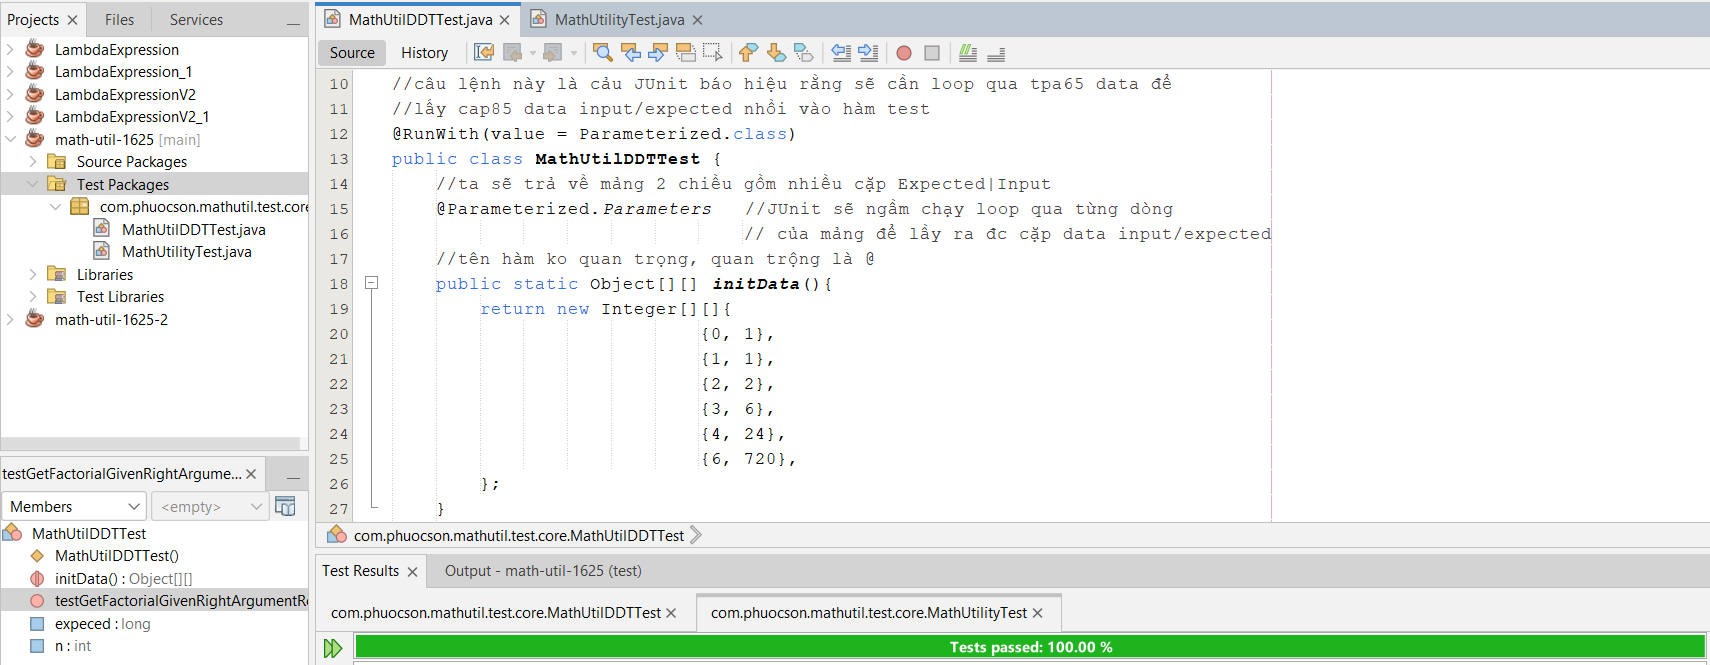 Projects
Files
Services
LambdaExpression
LambdaExpression_1
LambdaExpressionV2
LambdaExpressionV2_1
math-util-1625 [main]
Source Packages
Test Packages
com.phuocson.mathutil.test.core
MathUtilDDTTest.java
MathUtilityTest.java
Libraries
Test Libraries
math-util-1625-2
testGetFactorialGivenRightArgume...
Members
<empty>
MathUtilDDTTest
MathUtilDDTTest()
initData() : Object[][]
testGetFactorialGivenRightArgumentRe
expeced : long
n : int
MathUtilDDTTest.java
MathUtilityTest.java
Source
History
10 //câu lệnh này là cảu JUnit báo hiệu rằng sẽ cần loop qua tpa65 data để
11 //lấy cap85 data input/expected nhồi vào hàm test
12 @RunWith(value = Parameterized.class)
13 public class MathUtilDDTTest {
14 //ta sẽ trả về mảng 2 chiều gồm nhiều cặp Expected|Input
15 @Parameterized.Parameters //JUnit sẽ ngầm chạy loop qua từng dòng
16 // của mảng để lầy ra đc cặp data input/expected
17 //tên hàm ko quan trọng, quan trộng là @
18 public static Object[][] initData(){
19 return new Integer[][]{
20 {0, 1},
21 {1, 1},
22 {2, 2},
23 {3, 6},
24 {4, 24},
25 {6, 720},
26 };
27 }
com.phuocson.mathutil.test.core.MathUtilDDTTest
Test Results
Output - math-util-1625 (test)
com.phuocson.mathutil.test.core.MathUtilDDTTest
com.phuocson.mathutil.test.core.MathUtilityTest
Tests passed: 100.00 %